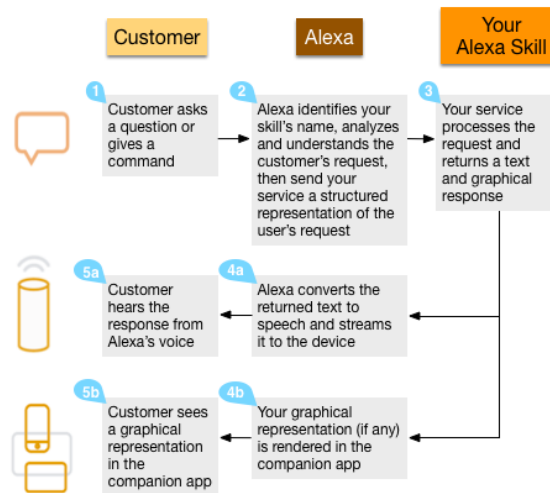 Customer
Alexa
Your
Alexa Skill
1
Customer asks
a question or
gives a
command
2
Alexa identifies your
skill's name, analyzes
and understands the
customer's request,
then send your
service a structured
representation of the
user's request
3
Your service
processes the
request and
returns a text
and graphical
response
5a
Customer
hears the
response from
Alexa's voice
4a
Alexa converts the
returned text to
speech and streams
it to the device
5b
Customer sees
a graphical
representation
in the
companion app
4b
Your graphical
representation (if any)
is rendered in the
companion app